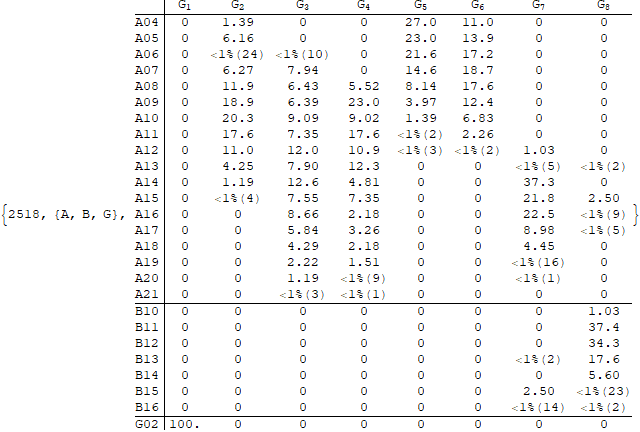 G1 G2 G3 G4 G5 G6 G7 G8
A04 0 1.39 0 0 27.0 11.0 0 0
A05 0 6.16 0 0 23.0 13.9 0 0
A06 0 <1%(24) <1%(10) 0 21.6 17.2 0 0
A07 0 6.27 7.94 0 14.6 18.7 0 0
A08 0 11.9 6.43 5.52 8.14 17.6 0 0
A09 0 18.9 6.39 23.0 3.97 12.4 0 0
A10 0 20.3 9.09 9.02 1.39 6.83 0 0
A11 0 17.6 7.35 17.6 <1%(2) 2.26 0 0
A12 0 11.0 12.0 10.9 <1%(3) <1%(2) 1.03 0
A13 0 4.25 7.90 12.3 0 0 <1%(5) <1%(2)
A14 0 1.19 12.6 4.81 0 0 37.3 0
A15 0 <1%(4) 7.55 7.35 0 0 21.8 2.50
{2518, {A, B, G}, A16 0 0 8.66 2.18 0 0 22.5 <1%(9) }
A17 0 0 5.84 3.26 0 0 8.98 <1%(5)
A18 0 0 4.29 2.18 0 0 4.45 0
A19 0 0 2.22 1.51 0 0 <1%(16) 0
A20 0 0 1.19 <1%(9) 0 0 <1%(1) 0
A21 0 0 <1%(3) <1%(1) 0 0 0 0
B10 0 0 0 0 0 0 0 1.03
B11 0 0 0 0 0 0 0 37.4
B12 0 0 0 0 0 0 0 34.3
B13 0 0 0 0 0 0 <1%(2) 17.6
B14 0 0 0 0 0 0 0 5.60
B15 0 0 0 0 0 0 2.50 <1%(23)
B16 0 0 0 0 0 0 <1%(14) <1%(2)
G02 100. 0 0 0 0 0 0 0